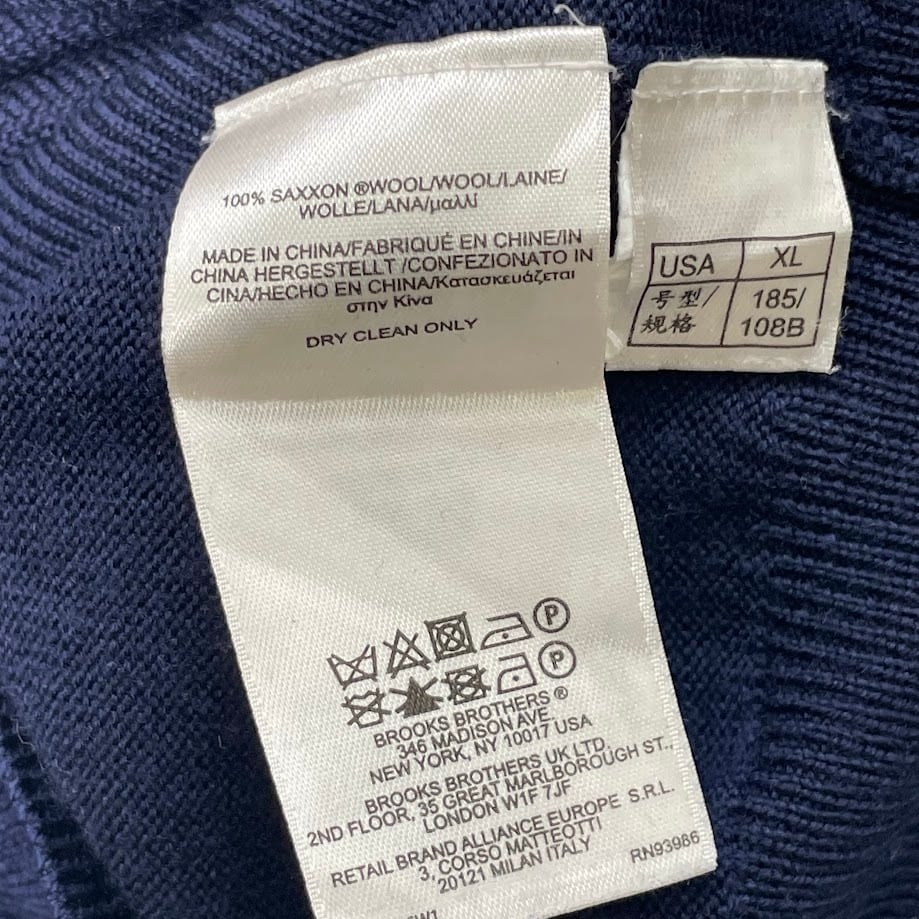 100% SAXXON ®WOOL/WOOL/LAINE/
WOLLE/LANA/μαλλί
MADE IN CHINA/FABRIQUÉ EN CHINE/IN
CHINA HERGESTELLT /CONFEZIONATO IN
CINA/HECHO EN CHINA/Κατασκευάζεται
στην Κίνα
DRY CLEAN ONLY
USA XL
号型/ 185/
规格 108B
P
P
BROOKS BROTHERS ®
346 MADISON AVE.
NEW YORK, NY 10017 USA
BROOKS BROTHERS UK LTD.
2ND FLOOR, 35 GREAT MARLBOROUGH ST.,
LONDON W1F 7JF
RETAIL BRAND ALLIANCE EUROPE S.R.L.
3, CORSO MATTEOTTI
20121 MILAN ITALY
RN93986